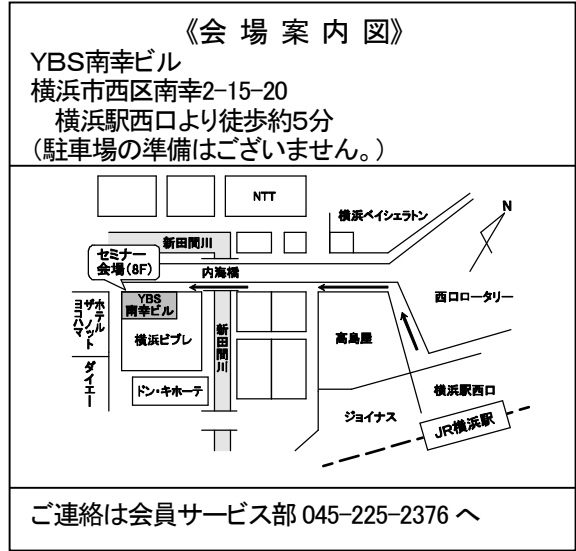 《会 場 案 内 図》
YBS南幸ビル
横浜市西区南幸2-15-20
横浜駅西口より徒歩約5分
(駐車場の準備はございません。)
NTT
横浜ベイシェラトン
N
新田間川
セミナー
会場(8F)
内海橋
西口ロータリー
YBS
南幸ビル
ホテル
ザ・ノット
ヨコハマ
横浜ビブレ
新田間川
高島屋
ダイエー
ドン・キホーテ
横浜駅西口
ジョイナス
JR横浜駅
ご連絡は会員サービス部 045-225-2376 へ